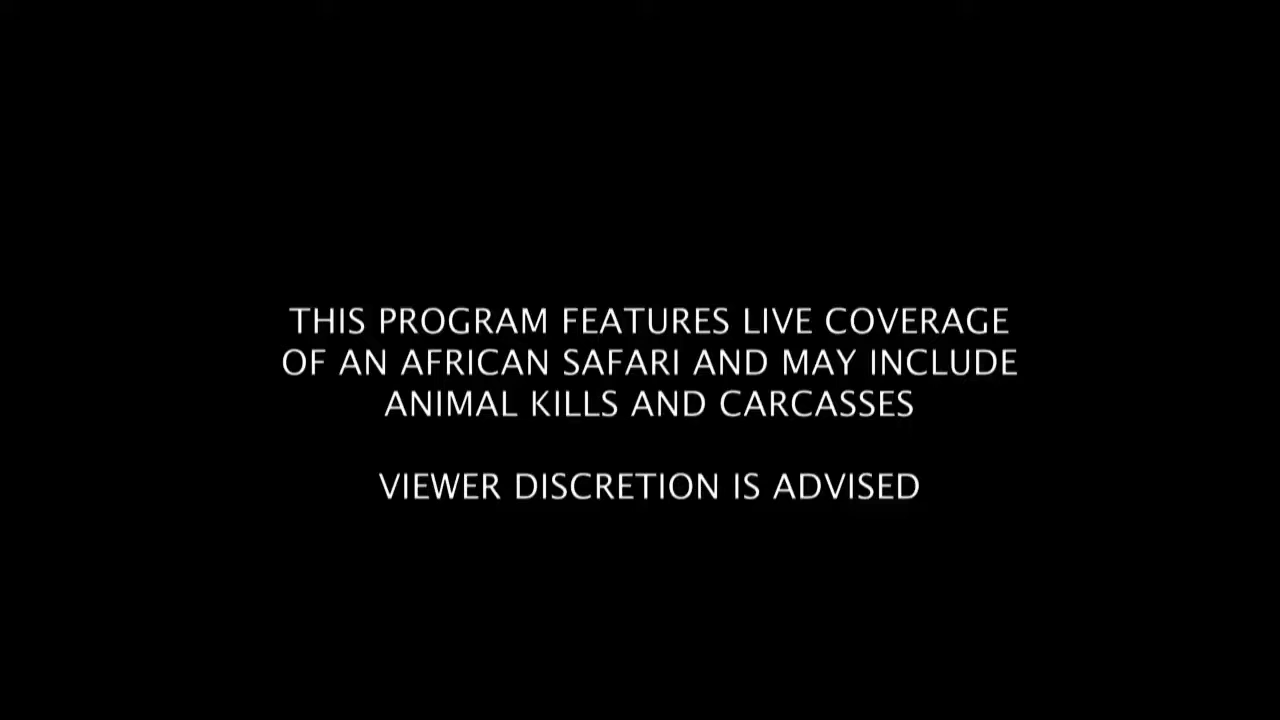 THIS PROGRAM FEATURES LIVE COVERAGE
OF AN AFRICAN SAFARI AND MAY INCLUDE
ANIMAL KILLS AND CARCASSES
VIEWER DISCRETION IS ADVISED